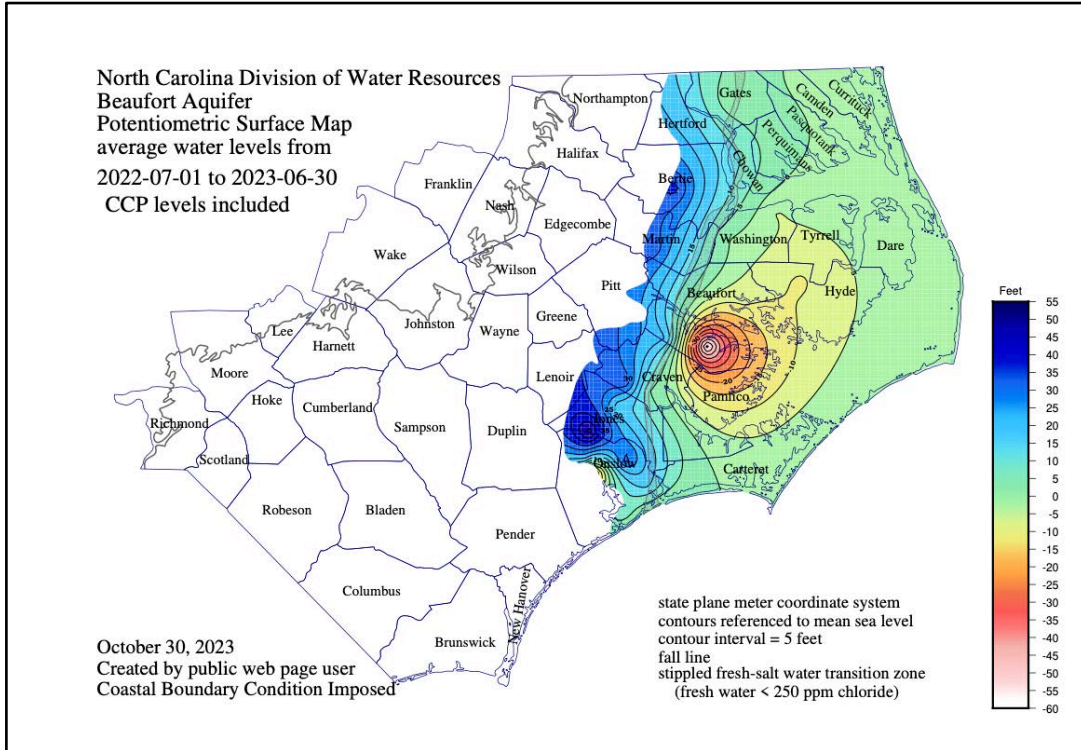 North Carolina Division of Water Resources
Beaufort Aquifer
Potentiometric Surface Map
average water levels from
2022-07-01 to 2023-06-30
CCP levels included
Northampton
Gates
Camden
Currituck
Pasquotank
Perquimans
Hertford
Halifax
Chowan
Franklin
Nash
Bertie
Edgecombe
Martin
Washington
Tyrrell
Dare
Wake
Wilson
15
Pitt
Beaufort
Hyde
Johnston
Wayne
Greene
Lee
Harnett
Moore
Lenoir
30
Craven
-10
-20
Pamlico
Hoke
Cumberland
Sampson
Duplin
25
Jones
Richmond
Scotland
Onslow
Carteret
Robeson
Bladen
Pender
Columbus
New Hanover
Brunswick
Feet
55
50
45
40
35
30
25
20
15
10
5
0
-5
-10
-15
-20
-25
-30
-35
-40
-45
-50
-55
-60
state plane meter coordinate system
contours referenced to mean sea level
contour interval = 5 feet
fall line
stippled fresh-salt water transition zone
(fresh water < 250 ppm chloride)
October 30, 2023
Created by public web page user
Coastal Boundary Condition Imposed